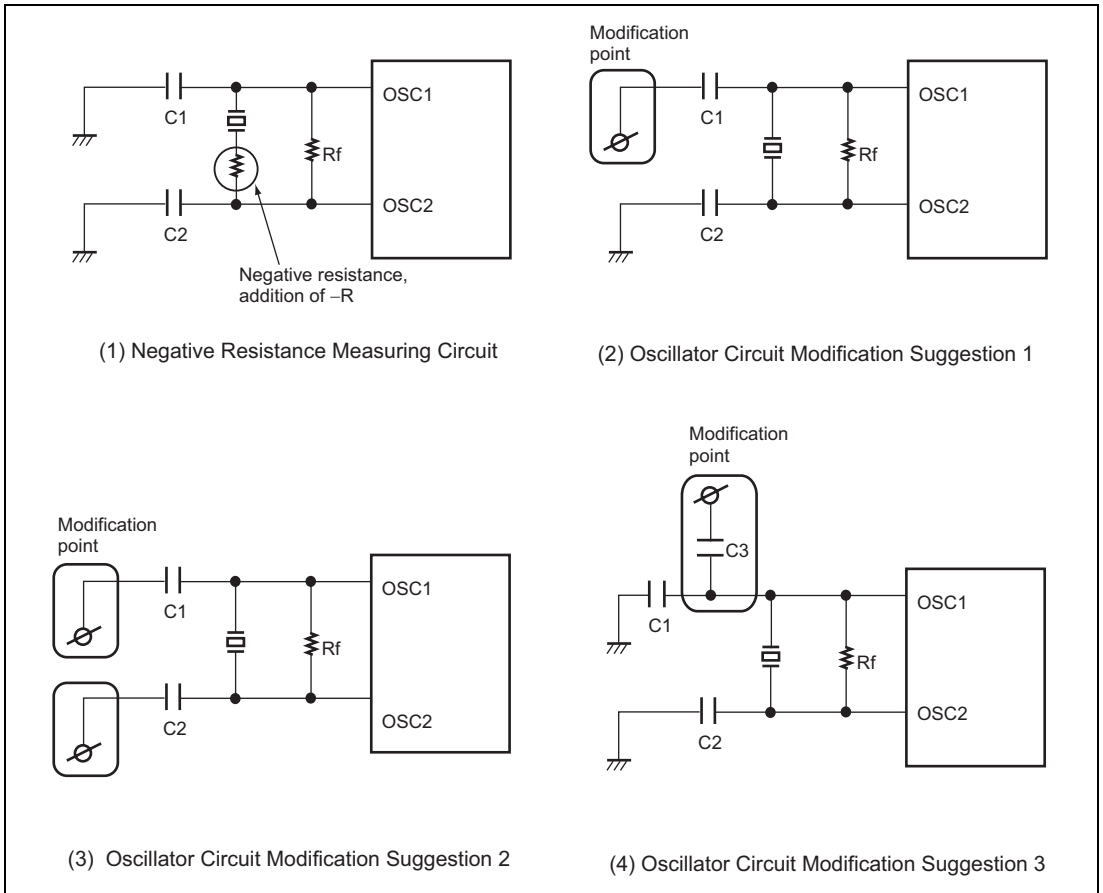 OSC1
C1
Rf
OSC2
C2
Negative resistance,
addition of –R
(1) Negative Resistance Measuring Circuit
Modification
point
OSC1
C1
Rf
OSC2
C2
(2) Oscillator Circuit Modification Suggestion 1
Modification
point
OSC1
C1
Rf
OSC2
C2
(3) Oscillator Circuit Modification Suggestion 2
Modification
point
C3
OSC1
C1
Rf
OSC2
C2
(4) Oscillator Circuit Modification Suggestion 3